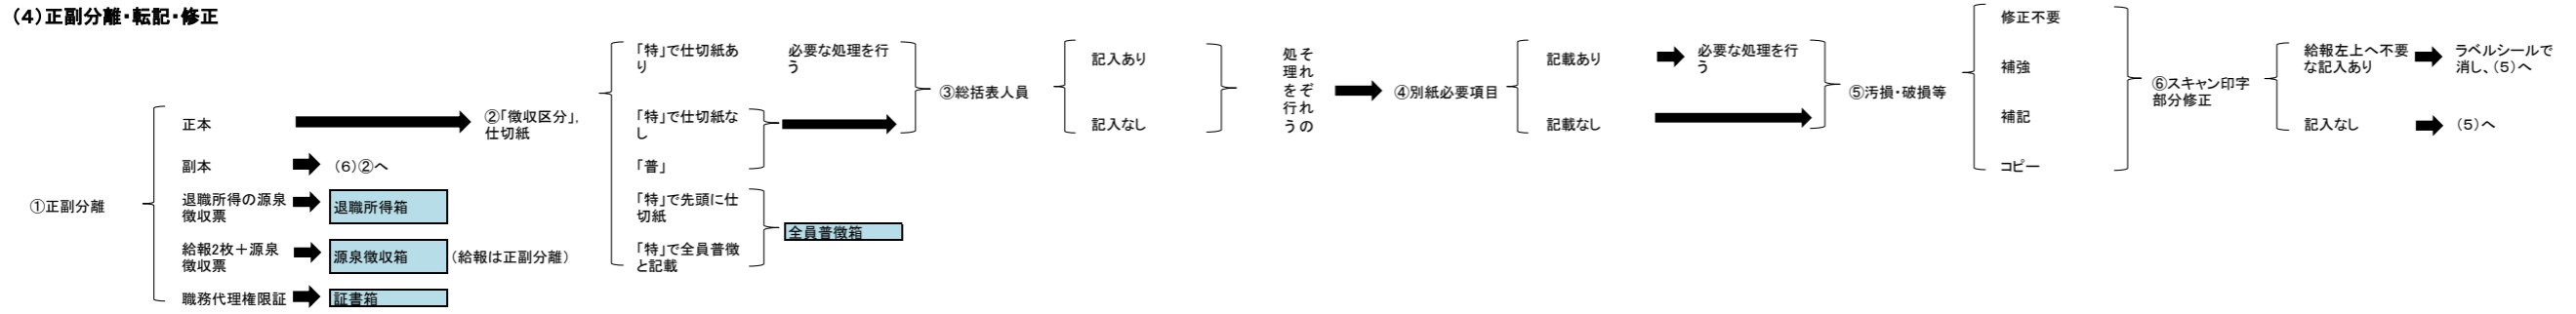 （４）正副分離・転記・修正
①正副分離
正本
副本
（６）②へ
退職所得の源泉
徴収票
退職所得箱
給報2枚＋源泉
徴収票
源泉徴収箱
（給報は正副分離）
職務代理権限証
証書箱
②「徴収区分」,
仕切紙
「特」で仕切紙あ
り
必要な処理を行
う
「特」で仕切紙な
し
「普」
「特」で先頭に仕
切紙
「特」で全員普徴
と記載
全員普徴箱
③総括表人員
記入あり
記入なし
それぞれの
処理を行う
④別紙必要項目
記載あり
必要な処理を行
う
記載なし
⑤汚損・破損等
修正不要
補強
補記
コピー
⑥スキャン印字
部分修正
給報左上へ不要
な記入あり
ラベルシールで
消し、（５）へ
記入なし
（５）へ